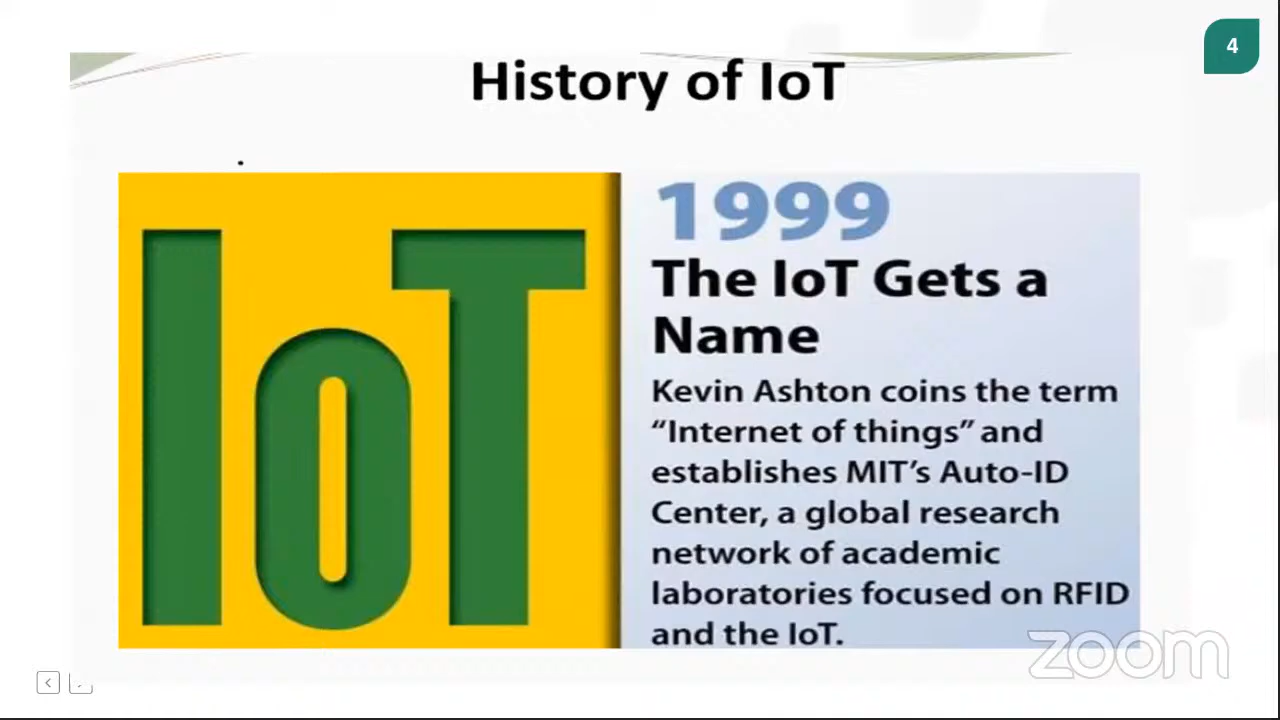 4
History of IoT
IoT
1999
The IoT Gets a
Name
Kevin Ashton coins the term
“Internet of things” and
establishes MIT’s Auto-ID
Center, a global research
network of academic
laboratories focused on RFID
and the IoT.
zoom